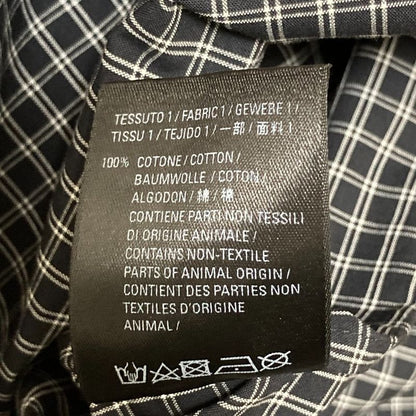 TESSUTO 1 / FABRIC 1 / GEWEBE 1 /
TISSU 1 / TEJIDO 1 / 一部 / 面料 1
100% COTONE / COTTON /
BAUMWOLLE / COTON /
ALGODON / 綿 / 棉
CONTIENE PARTI NON TESSILI
DI ORIGINE ANIMALE /
CONTAINS NON-TEXTILE
PARTS OF ANIMAL ORIGIN /
CONTIENT DES PARTIES NON
TEXTILES D'ORIGINE
ANIMAL /